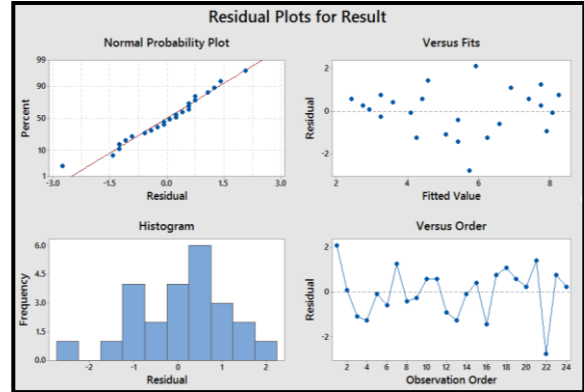 Residual Plots for Result
Normal Probability Plot
99
90
50
10
1
Percent
-3.0 -1.5 0.0 1.5 3.0
Residual
Versus Fits
2
0
-2
Residual
2 4 6 8
Fitted Value
Histogram
6.0
4.5
3.0
1.5
0.0
Frequency
-2 -1 0 1 2
Residual
Versus Order
2
0
-2
Residual
2 4 6 8 10 12 14 16 18 20 22 24
Observation Order